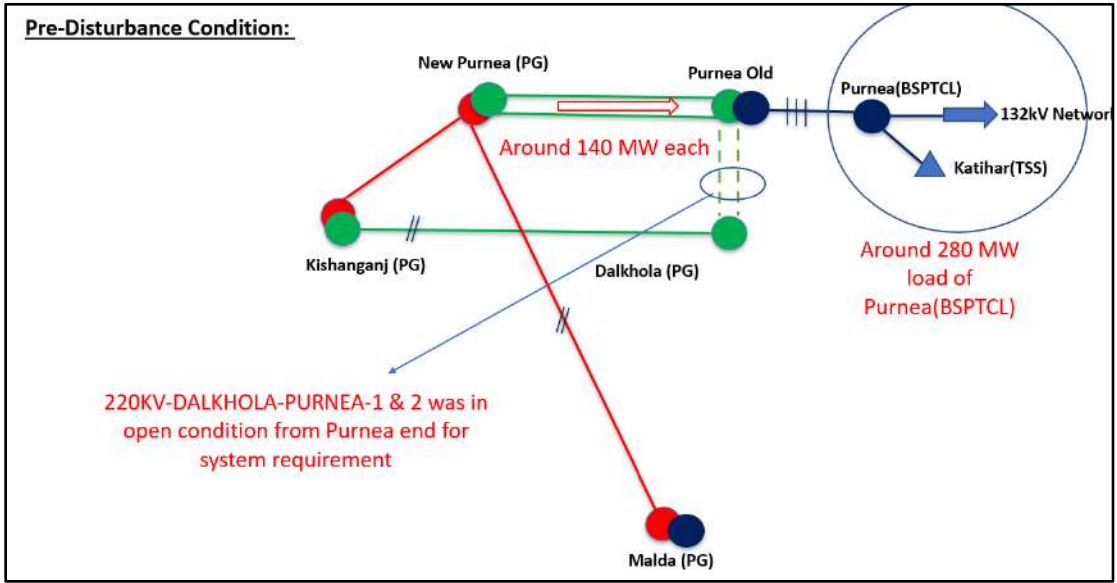 Pre-Disturbance Condition:
New Purnea (PG)
Purnea Old
Purnea(BSPTCL)
132kV Network
Around 140 MW each
Katihar(TSS)
Kishanganj (PG)
Dalkhola (PG)
Around 280 MW
load of
Purnea(BSPTCL)
220KV-DALKHOLA-PURNEA-1 & 2 was in
open condition from Purnea end for
system requirement
Malda (PG)